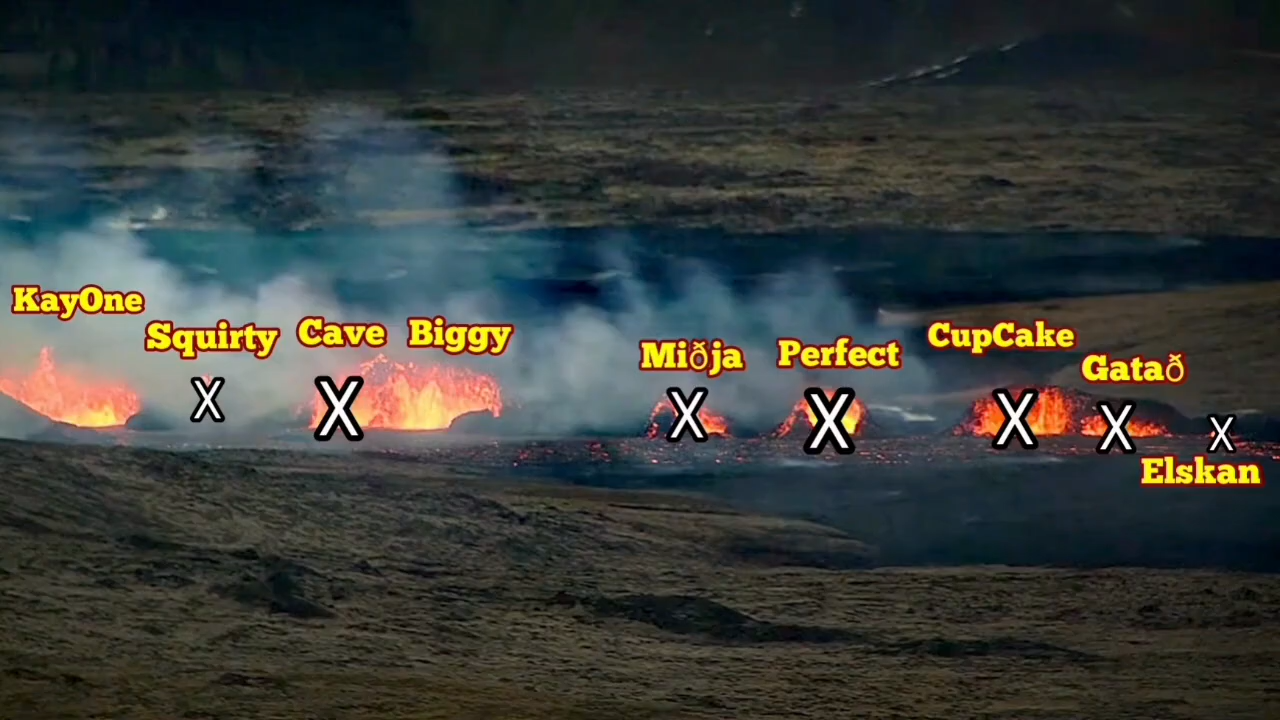 KayOne
Squirty
Cave
Biggy
Miðja
Perfect
CupCake
Gatað
Elskan
X
X
X
X
X
X
X